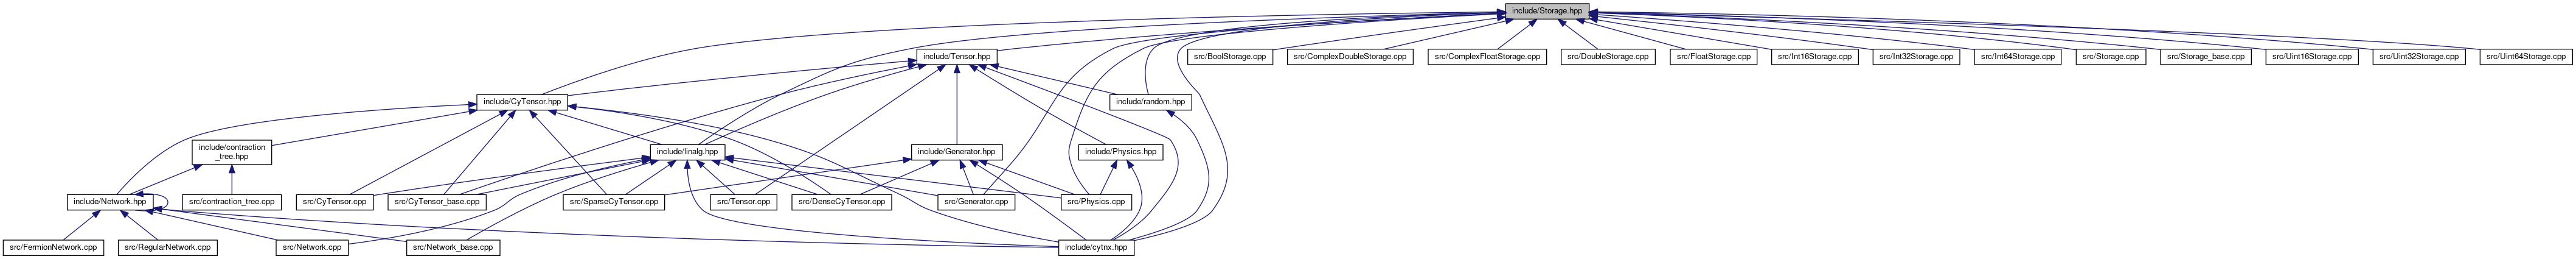 include/Storage.hpp
include/Tensor.hpp
src/BoolStorage.cpp
src/ComplexDoubleStorage.cpp
src/ComplexFloatStorage.cpp
src/DoubleStorage.cpp
src/FloatStorage.cpp
src/Int16Storage.cpp
src/Int32Storage.cpp
src/Int64Storage.cpp
src/Storage.cpp
src/Storage_base.cpp
src/Uint16Storage.cpp
src/Uint32Storage.cpp
src/Uint64Storage.cpp
include/CyTensor.hpp
include/random.hpp
include/contraction
_tree.hpp
include/linalg.hpp
include/Generator.hpp
include/Physics.hpp
include/Network.hpp
src/contraction_tree.cpp
src/CyTensor.cpp
src/CyTensor_base.cpp
src/SparseCyTensor.cpp
src/Tensor.cpp
src/DenseCyTensor.cpp
src/Generator.cpp
src/Physics.cpp
src/FermionNetwork.cpp
src/RegularNetwork.cpp
src/Network.cpp
src/Network_base.cpp
include/cytnx.hpp